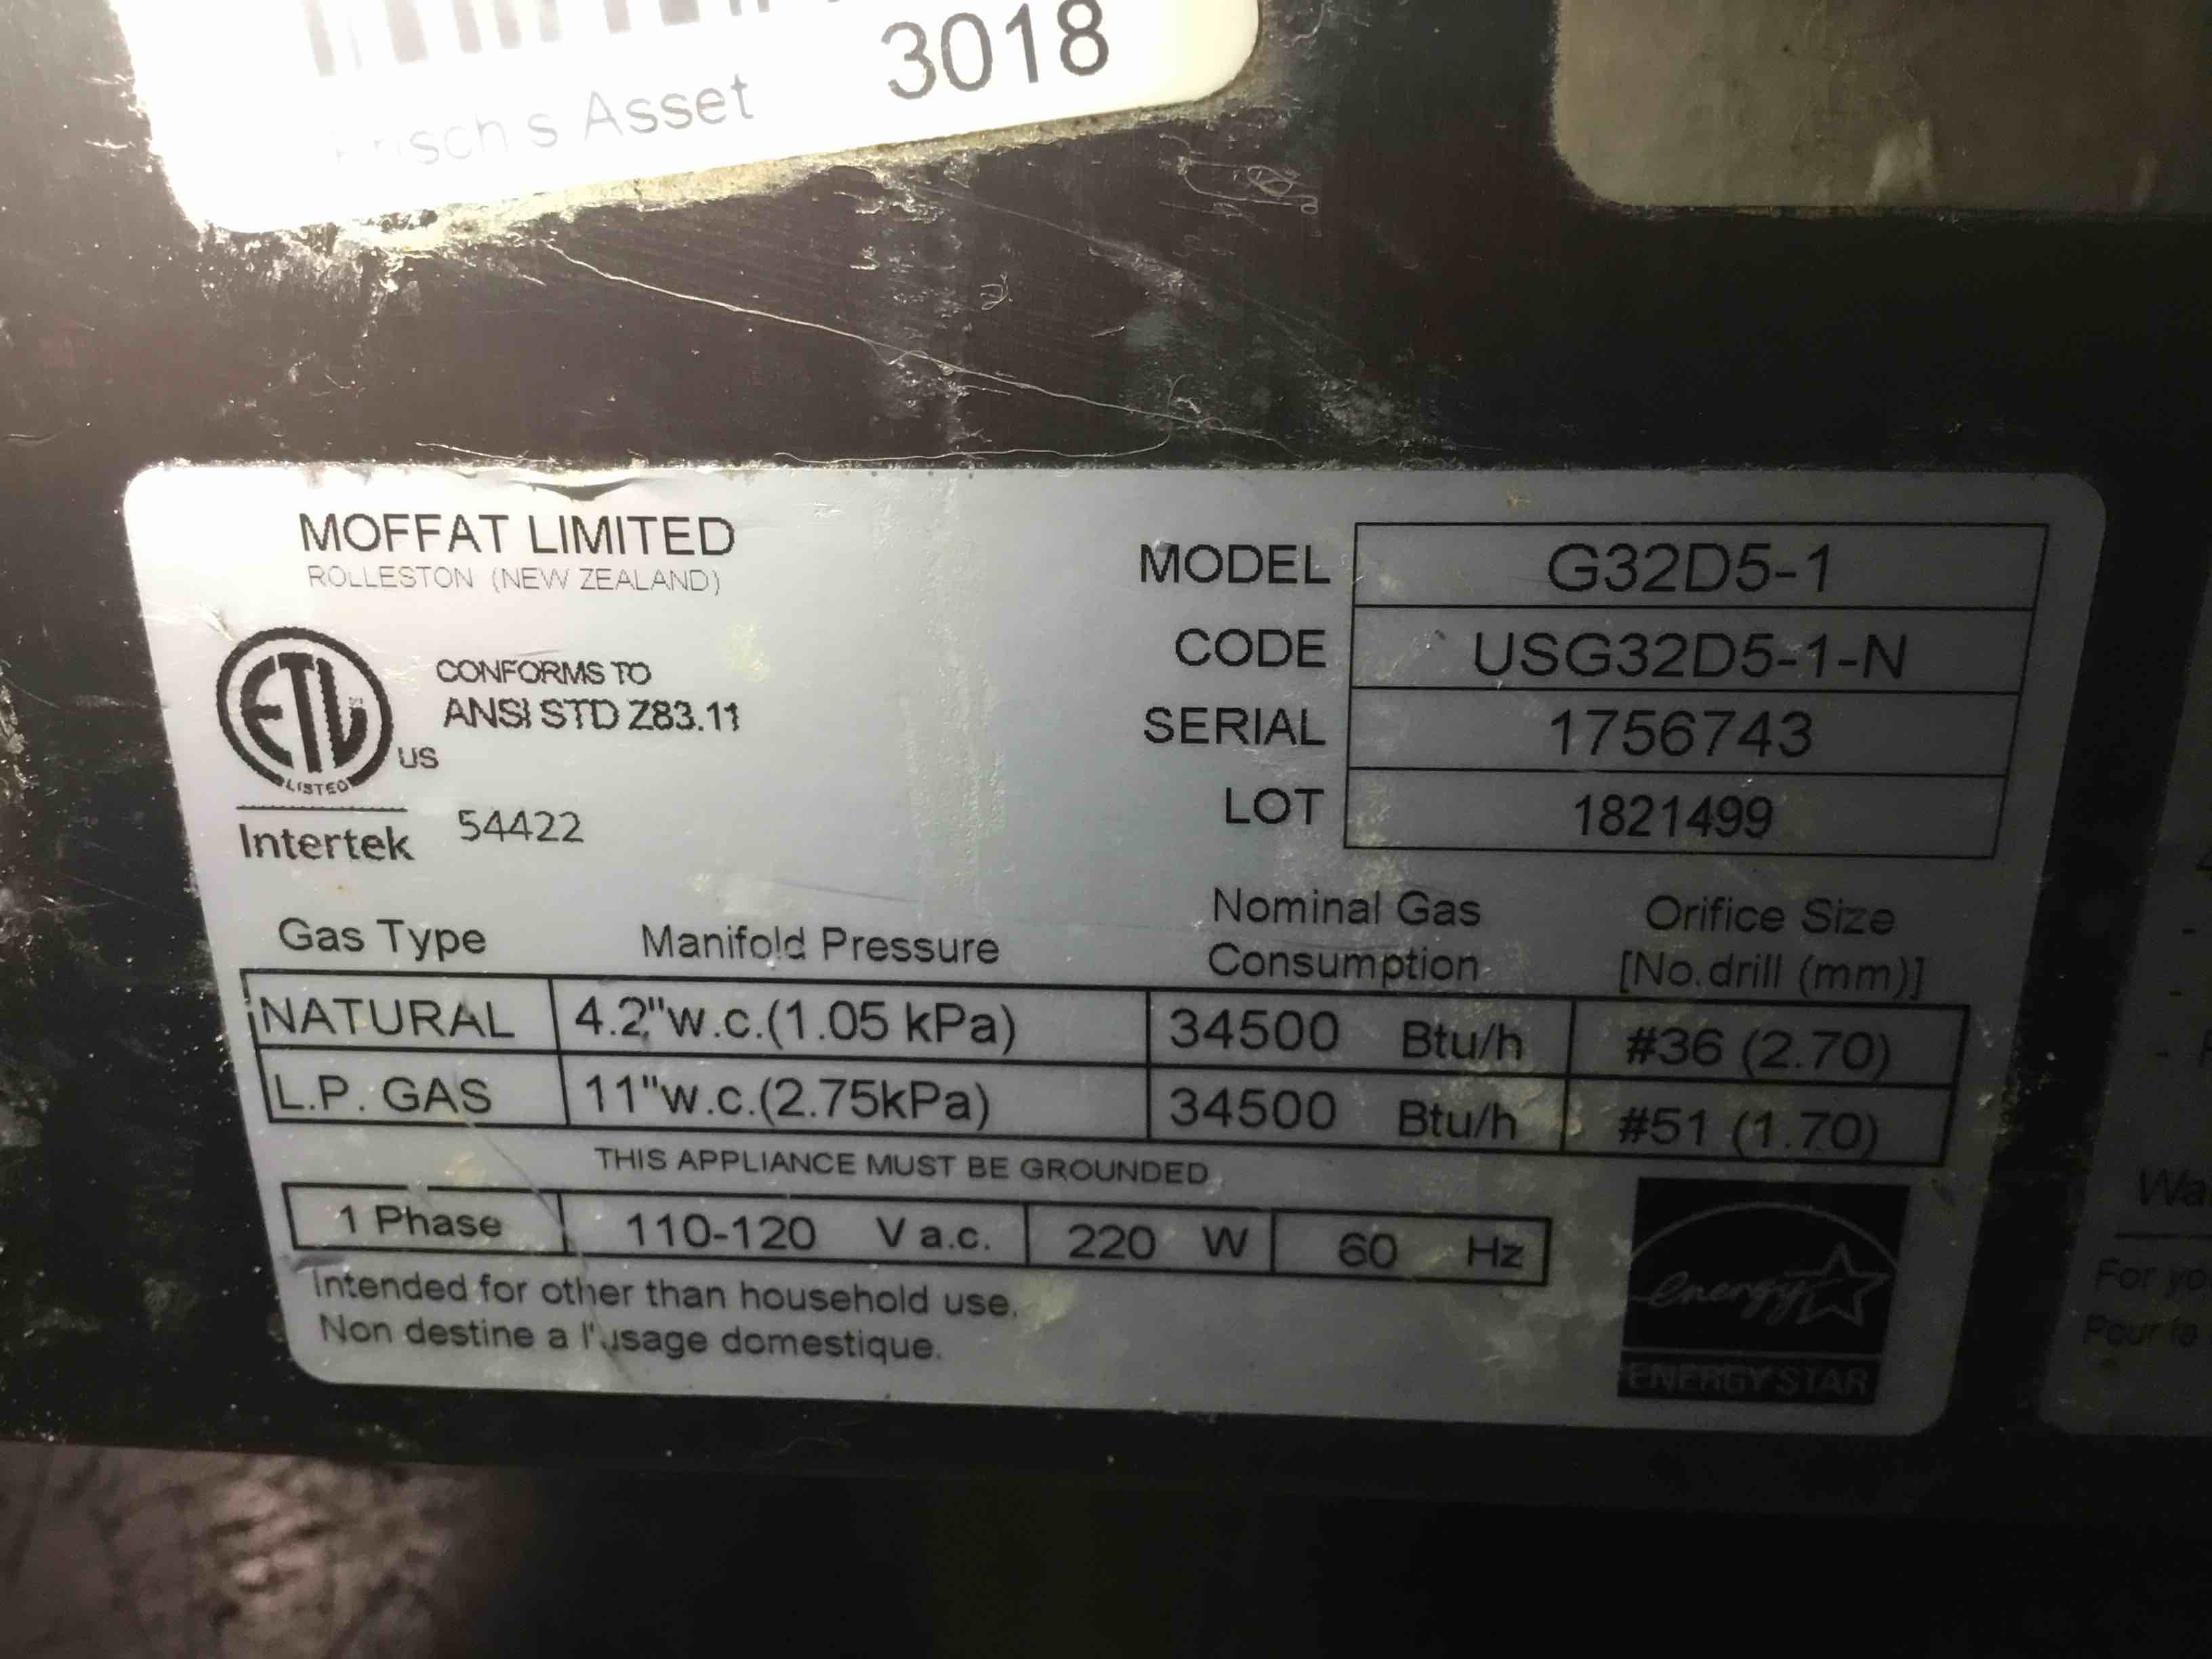 3018
Asset
MOFFAT LIMITED
ROLLESTON (NEW ZEALAND)
MODEL G32D5-1
CODE USG32D5-1-N
SERIAL 1756743
LOT 1821499
ETL
LISTED
US
CONFORMS TO
ANSI STD Z83.11
Intertek 54422
Gas Type Manifold Pressure Nominal Gas Consumption Orifice Size [No.drill (mm)]
NATURAL 4.2"w.c.(1.05 kPa) 34500 Btu/h #36 (2.70)
L.P. GAS 11"w.c.(2.75kPa) 34500 Btu/h #51 (1.70)
THIS APPLIANCE MUST BE GROUNDED
1 Phase 110-120 V a.c. 220 W 60 Hz
Intended for other than household use.
Non destine a l'usage domestique.
energy
ENERGY STAR
For